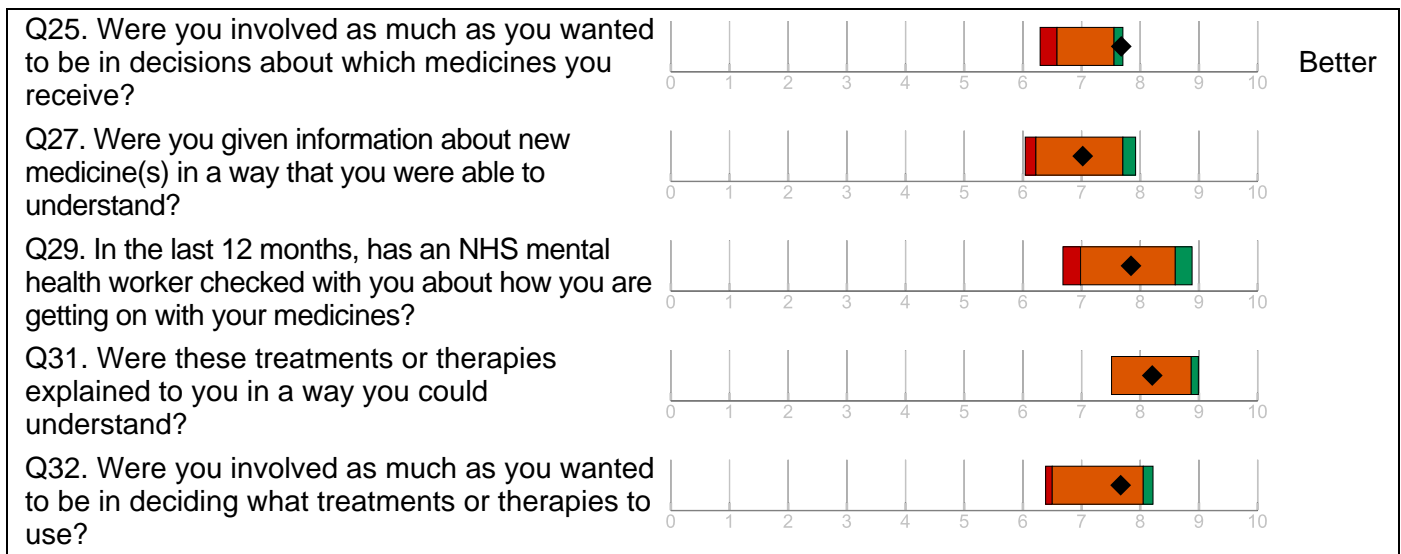 Q25. Were you involved as much as you wanted
to be in decisions about which medicines you
receive?
Better
0 1 2 3 4 5 6 7 8 9 10
Q27. Were you given information about new
medicine(s) in a way that you were able to
understand?
0 1 2 3 4 5 6 7 8 9 10
Q29. In the last 12 months, has an NHS mental
health worker checked with you about how you are
getting on with your medicines?
0 1 2 3 4 5 6 7 8 9 10
Q31. Were these treatments or therapies
explained to you in a way you could
understand?
0 1 2 3 4 5 6 7 8 9 10
Q32. Were you involved as much as you wanted
to be in deciding what treatments or therapies to
use?
0 1 2 3 4 5 6 7 8 9 10